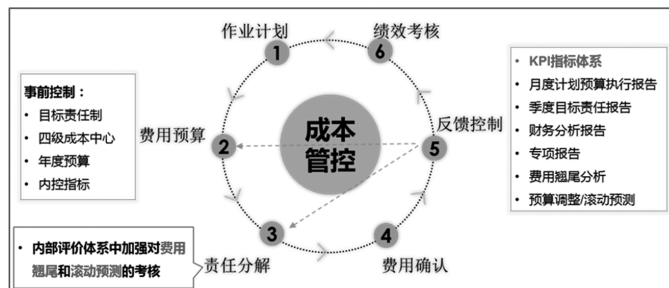 作业计划
绩效考核
1
6
事前控制：
• 目标责任制
• 四级成本中心
• 年度预算
• 内控指标
费用预算
2
成本
管控
反馈控制
5
• KPI指标体系
• 月度计划预算执行报告
• 季度目标责任报告
• 财务分析报告
• 专项报告
• 费用翘尾分析
• 预算调整/滚动预测
3
4
• 内部评价体系中加强对费用
翘尾和滚动预测的考核
责任分解
费用确认